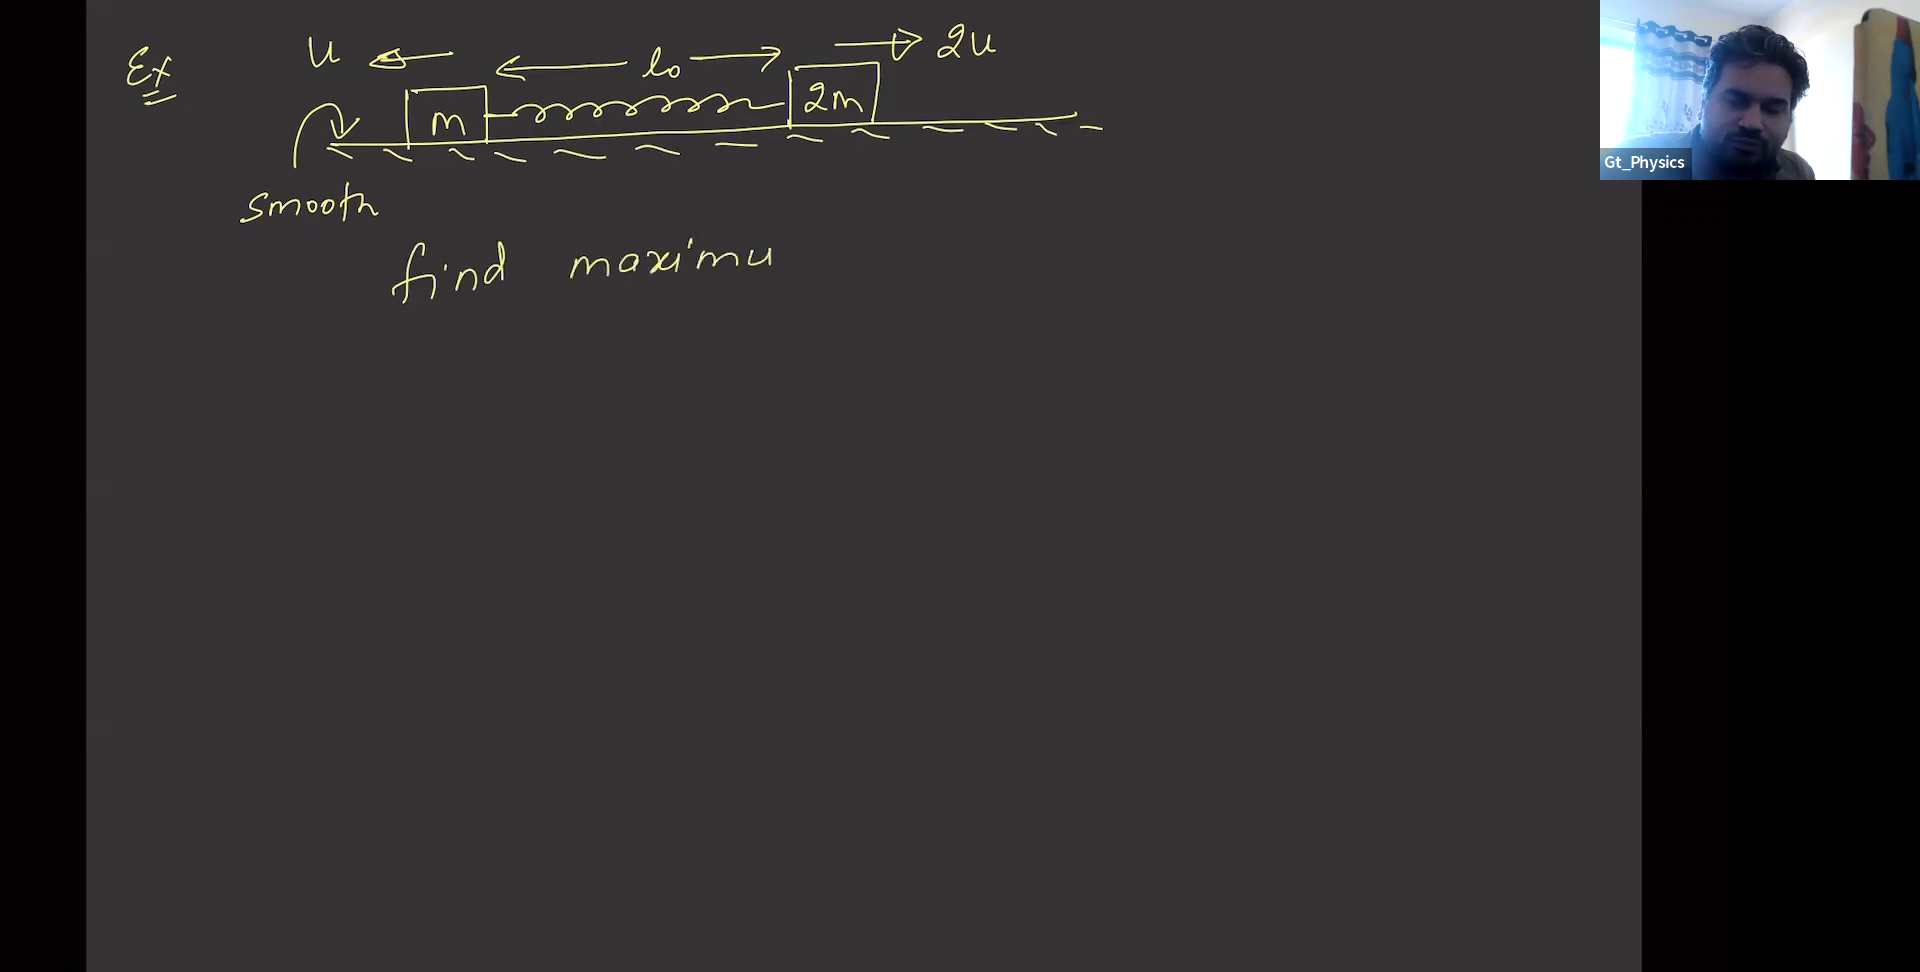 Ex u l₀ 2u
m 2m
Gt_Physics
smooth
find maximu